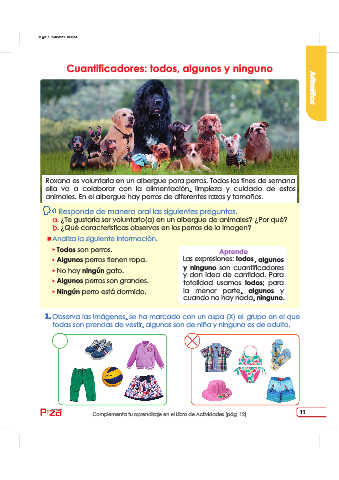 Cuantificadores: todos, algunos y ninguno
Roxana es voluntaria en un albergue para perros. Todos los fines de semana
ella va a colaborar con la alimentación, limpieza y cuidado de estos
animales. En el albergue hay perros de diferentes razas y tamaños.
Responde de manera oral las siguientes preguntas.
a. ¿Te gustaría ser voluntario(a) en un albergue de animales? ¿Por qué?
b. ¿Qué características observas en los perros de la imagen?
Analiza la siguiente información.
• Todos son perros.
• Algunos perros tienen ropa.
• No hay ningún gato.
• Algunos perros son grandes.
• Ningún perro está dormido.
Aprende
Las expresiones: todos, algunos
y ninguno son cuantificadores
y dan idea de cantidad. Para
totalidad usamos todos; para
la menor parte, algunos y
cuando no hay nada, ninguno.
1. Observa las imágenes, se ha marcado con un aspa (X) el grupo en el que
todas son prendas de vestir, algunas son de niña y ninguna es de adulto.
Complementa tu aprendizaje en el Libro de Actividades (pág. 12)
11